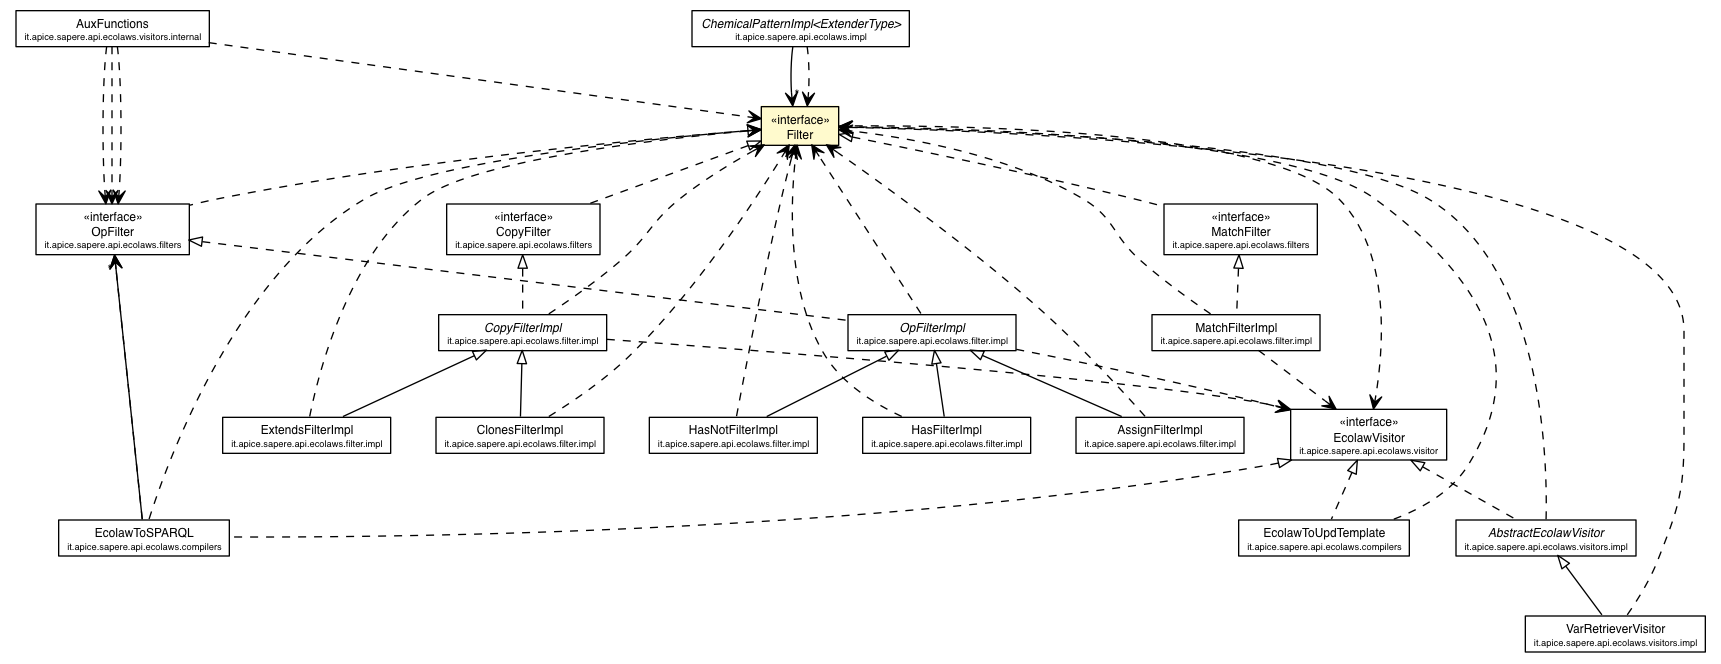 AuxFunctions
it.apice.sapere.api.ecolaws.visitors.internal
ChemicalPatternImpl<ExtenderType>
it.apice.sapere.api.ecolaws.impl
«interface»
Filter
«interface»
OpFilter
it.apice.sapere.api.ecolaws.filters
«interface»
CopyFilter
it.apice.sapere.api.ecolaws.filters
«interface»
MatchFilter
it.apice.sapere.api.ecolaws.filters
CopyFilterImpl
it.apice.sapere.api.ecolaws.filter.impl
OpFilterImpl
it.apice.sapere.api.ecolaws.filter.impl
MatchFilterImpl
it.apice.sapere.api.ecolaws.filter.impl
ExtendsFilterImpl
it.apice.sapere.api.ecolaws.filter.impl
ClonesFilterImpl
it.apice.sapere.api.ecolaws.filter.impl
HasNotFilterImpl
it.apice.sapere.api.ecolaws.filter.impl
HasFilterImpl
it.apice.sapere.api.ecolaws.filter.impl
AssignFilterImpl
it.apice.sapere.api.ecolaws.filter.impl
«interface»
EcolawVisitor
it.apice.sapere.api.ecolaws.visitor
EcolawToSPARQL
it.apice.sapere.api.ecolaws.compilers
EcolawToUpdTemplate
it.apice.sapere.api.ecolaws.compilers
AbstractEcolawVisitor
it.apice.sapere.api.ecolaws.visitors.impl
VarRetrieverVisitor
it.apice.sapere.api.ecolaws.visitors.impl